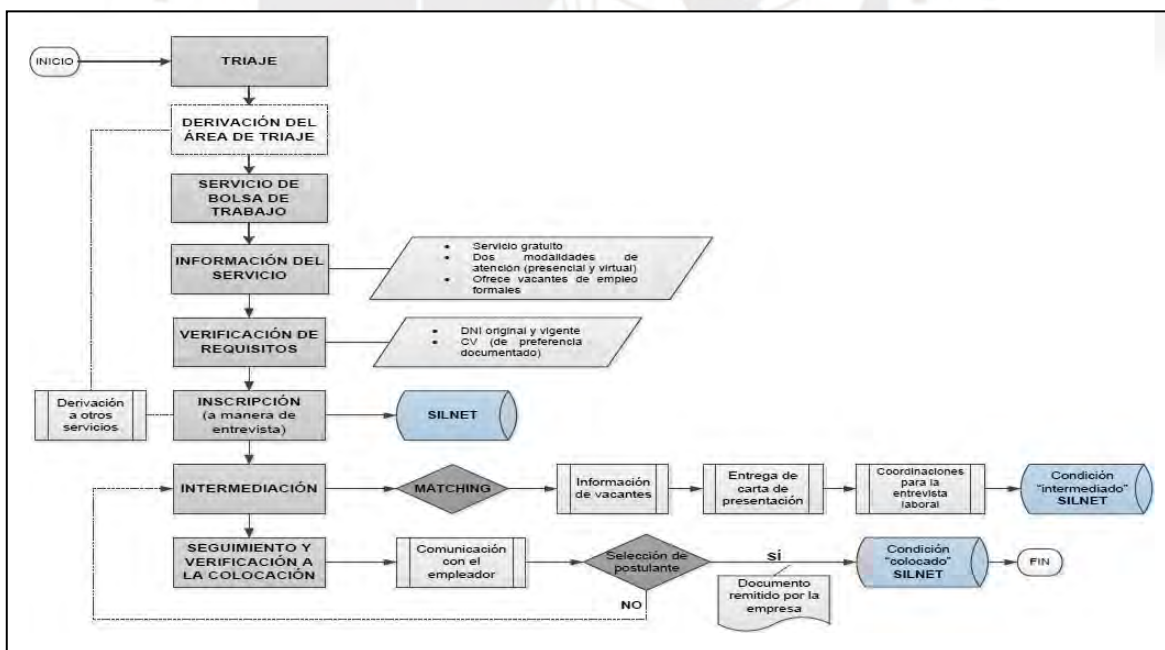 INICIO
TRIAJE
DERIVACIÓN DEL
ÁREA DE TRIAJE
SERVICIO DE
BOLSA DE
TRABAJO
INFORMACIÓN DEL
SERVICIO
• Servicio gratuito
• Dos modalidades de
atención (presencial y virtual)
• Ofrece vacantes de empleo
formales
VERIFICACIÓN DE
REQUISITOS
• DNI original y vigente
• CV (de preferencia
documentado)
Derivación
a otros
servicios
INSCRIPCIÓN
(a manera de
entrevista)
SILNET
INTERMEDIACIÓN
MATCHING
Información
de vacantes
Entrega de
carta de
presentación
Coordinaciones
para la
entrevista
laboral
Condición
"intermediado"
SILNET
SEGUIMIENTO Y
VERIFICACIÓN A
LA COLOCACIÓN
Comunicación
con el
empleador
Selección de
postulante
SÍ
NO
Documento
remitido por la
empresa
Condición
"colocado"
SILNET
FIN